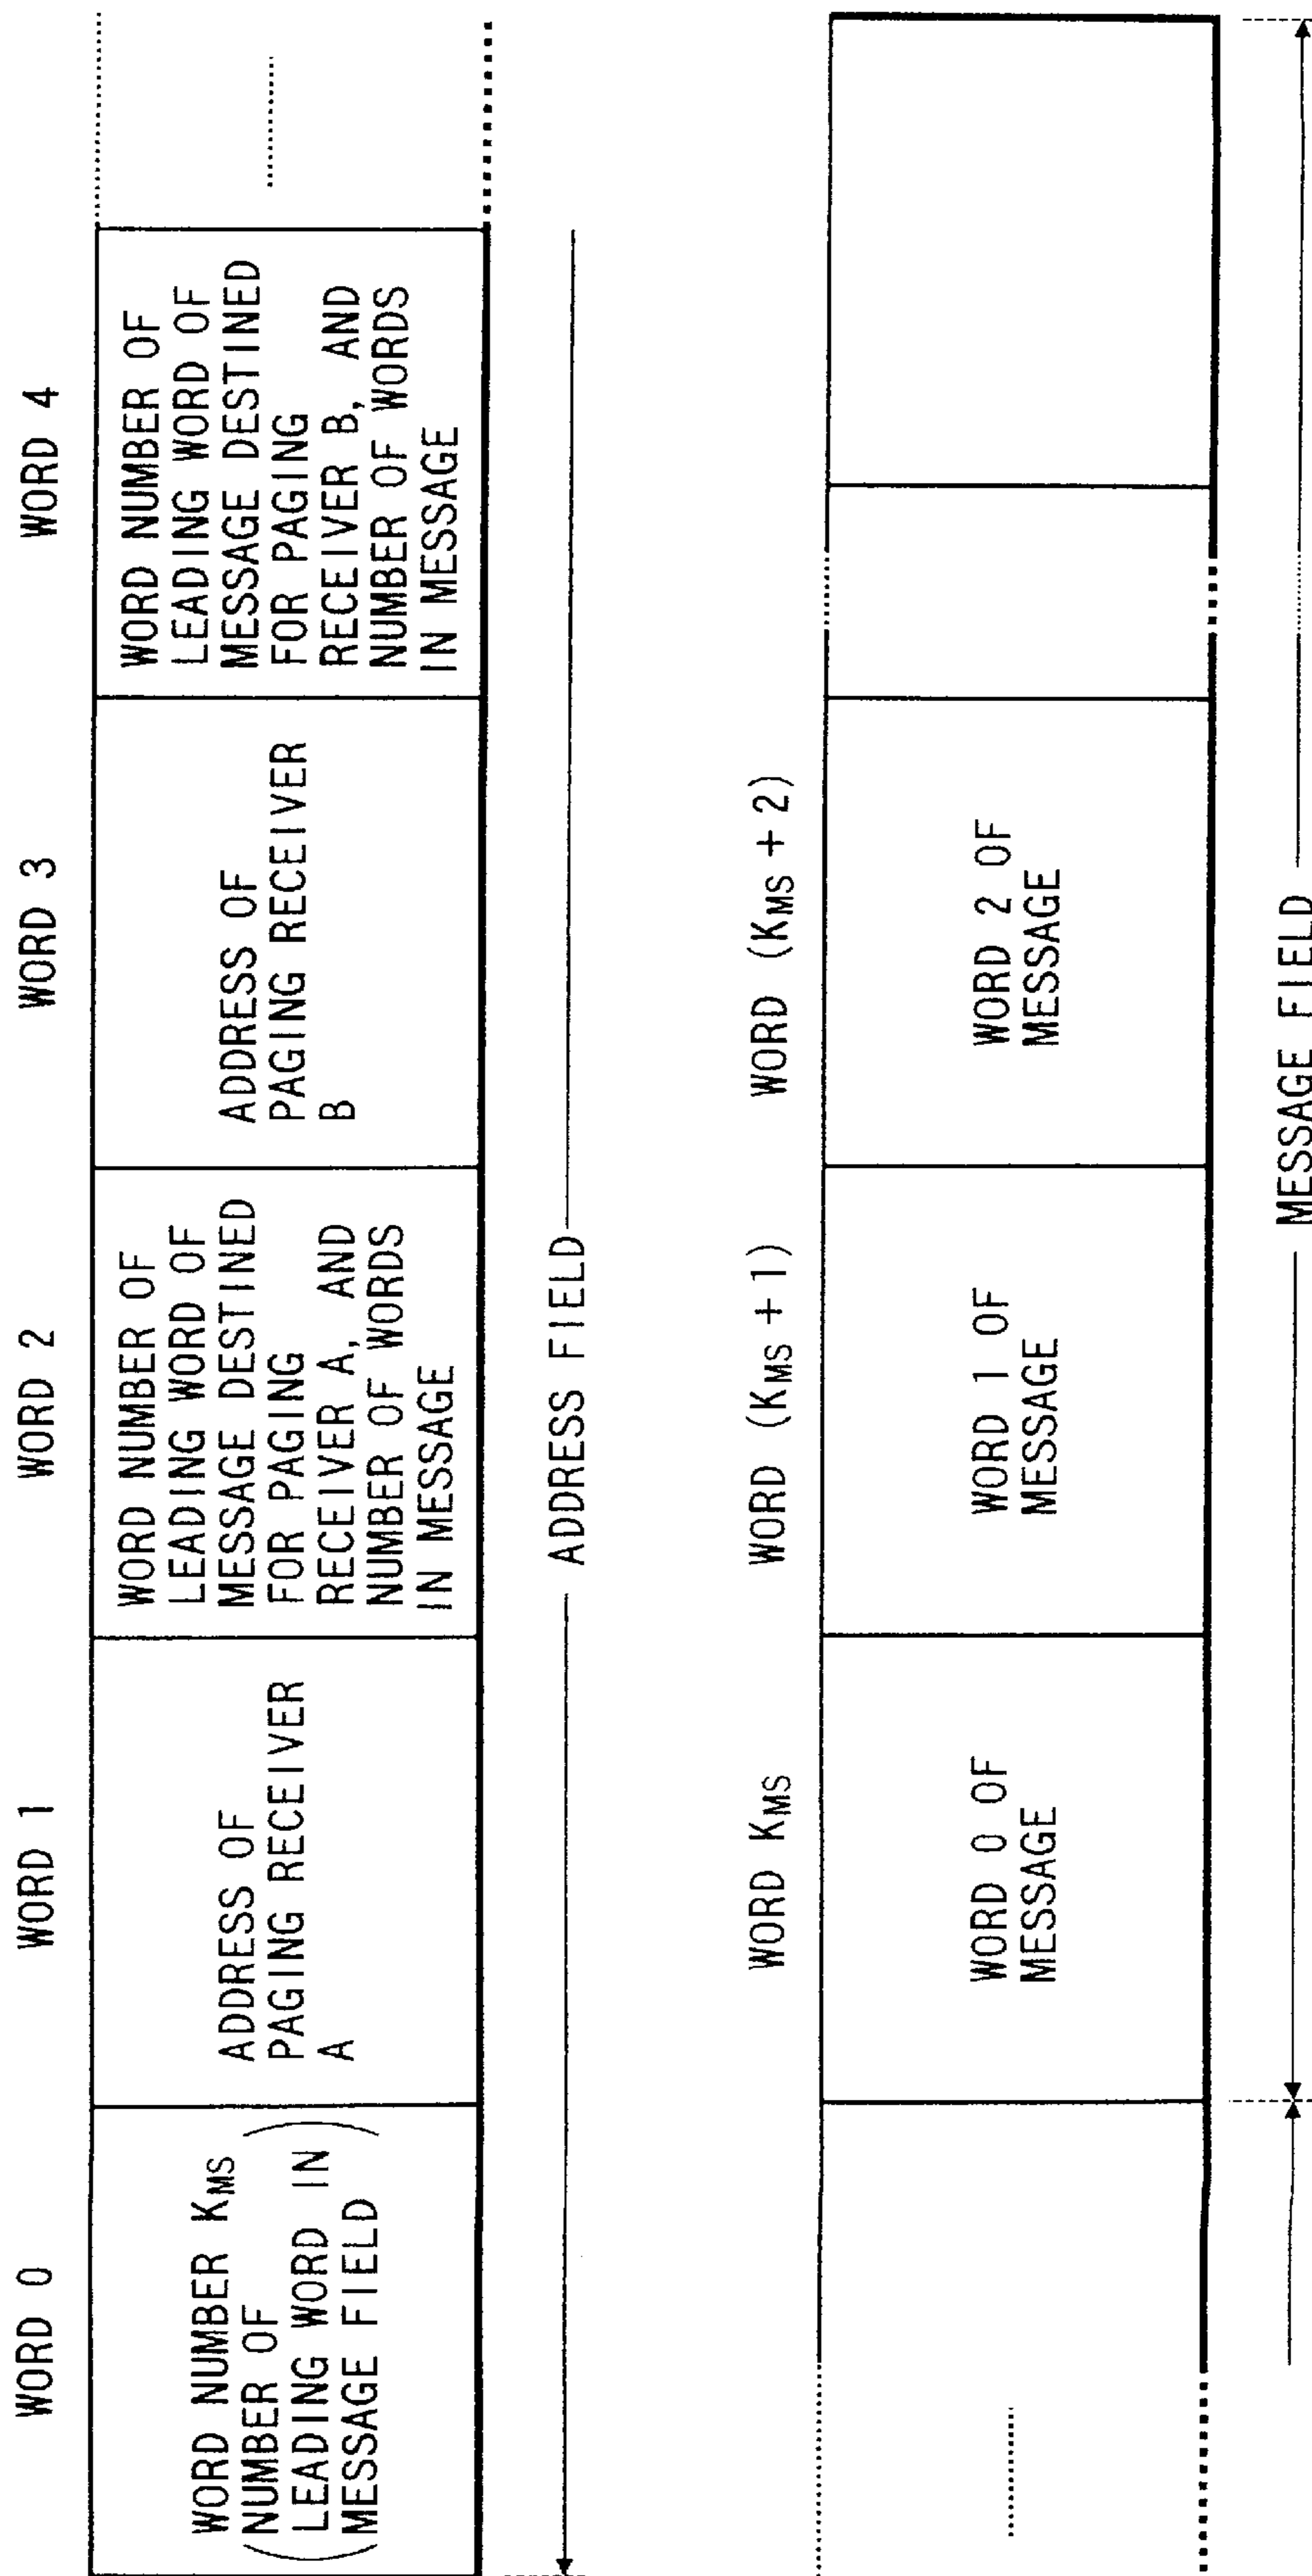 WORD 0
WORD 1
WORD 2
WORD 3
WORD 4
WORD NUMBER KMS
(NUMBER OF
LEADING WORD IN
MESSAGE FIELD)
ADDRESS OF
PAGING RECEIVER
A
WORD NUMBER OF
LEADING WORD OF
MESSAGE DESTINED
FOR PAGING
RECEIVER A, AND
NUMBER OF WORDS
IN MESSAGE
ADDRESS OF
PAGING RECEIVER
B
WORD NUMBER OF
LEADING WORD OF
MESSAGE DESTINED
FOR PAGING
RECEIVER B, AND
NUMBER OF WORDS
IN MESSAGE
ADDRESS FIELD
WORD KMS
WORD (KMS + 1)
WORD (KMS + 2)
WORD 0 OF
MESSAGE
WORD 1 OF
MESSAGE
WORD 2 OF
MESSAGE
MESSAGE FIELD